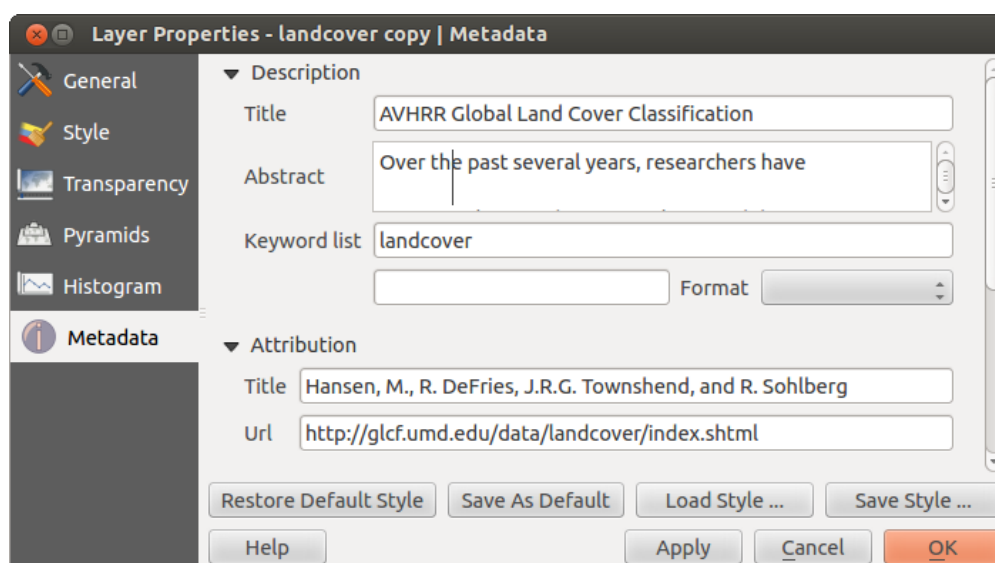 Layer Properties - landcover copy | Metadata
General
Style
Transparency
Pyramids
Histogram
Metadata
Description
Title AVHRR Global Land Cover Classification
Abstract Over the past several years, researchers have
Keyword list landcover
Format
Attribution
Title Hansen, M., R. DeFries, J.R.G. Townshend, and R. Sohlberg
Url http://glcf.umd.edu/data/landcover/index.shtml
Restore Default Style Save As Default Load Style ... Save Style ...
Help Apply Cancel OK